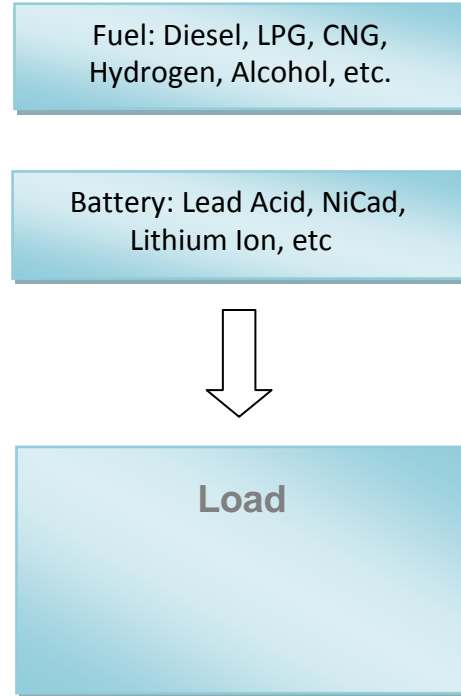 Fuel: Diesel, LPG, CNG,
Hydrogen, Alcohol, etc.
Battery: Lead Acid, NiCad,
Lithium Ion, etc
Load